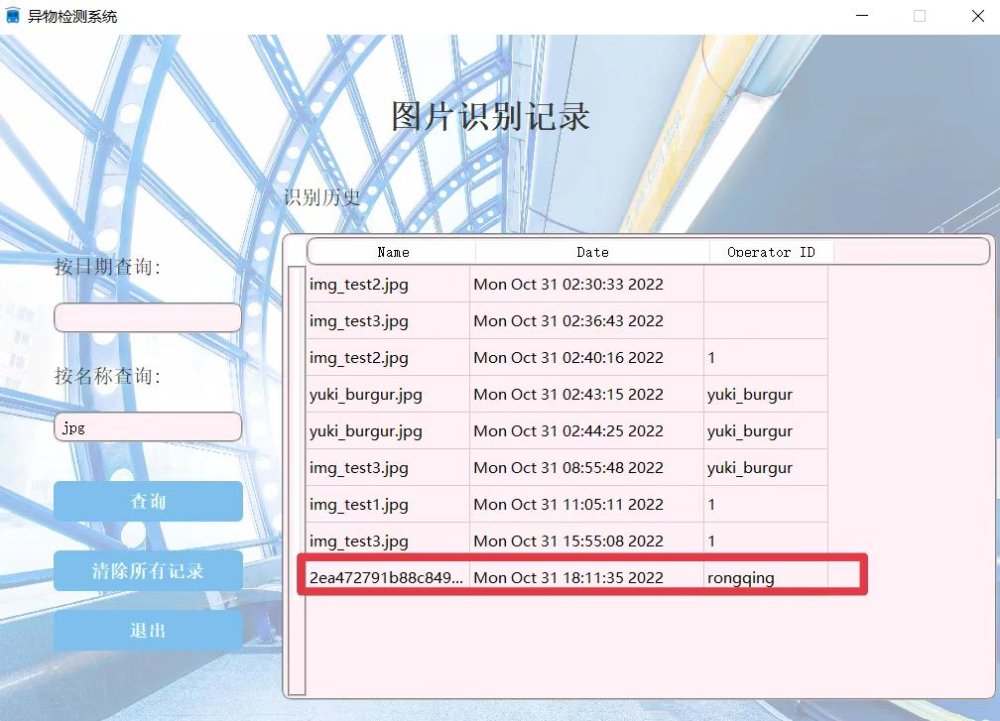 异物检测系统
图片识别记录
识别历史
按日期查询：
按名称查询：
jpg
查询
清除所有记录
退出
Name Date Operator ID
img_test2.jpg Mon Oct 31 02:30:33 2022
img_test3.jpg Mon Oct 31 02:36:43 2022
img_test2.jpg Mon Oct 31 02:40:16 2022 1
yuki_burgur.jpg Mon Oct 31 02:43:15 2022 yuki_burgur
yuki_burgur.jpg Mon Oct 31 02:44:25 2022 yuki_burgur
img_test3.jpg Mon Oct 31 08:55:48 2022 yuki_burgur
img_test1.jpg Mon Oct 31 11:05:11 2022 1
img_test3.jpg Mon Oct 31 15:55:08 2022 1
2ea472791b88c849... Mon Oct 31 18:11:35 2022 rongqing